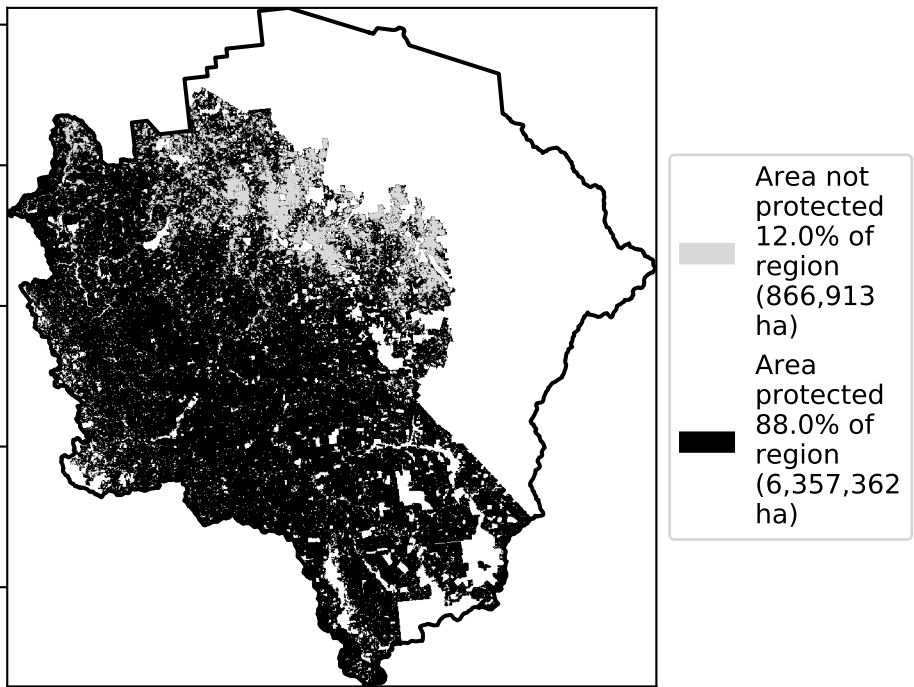 Area not
protected
12.0% of
region
(866,913
ha)
Area
protected
88.0% of
region
(6,357,362
ha)